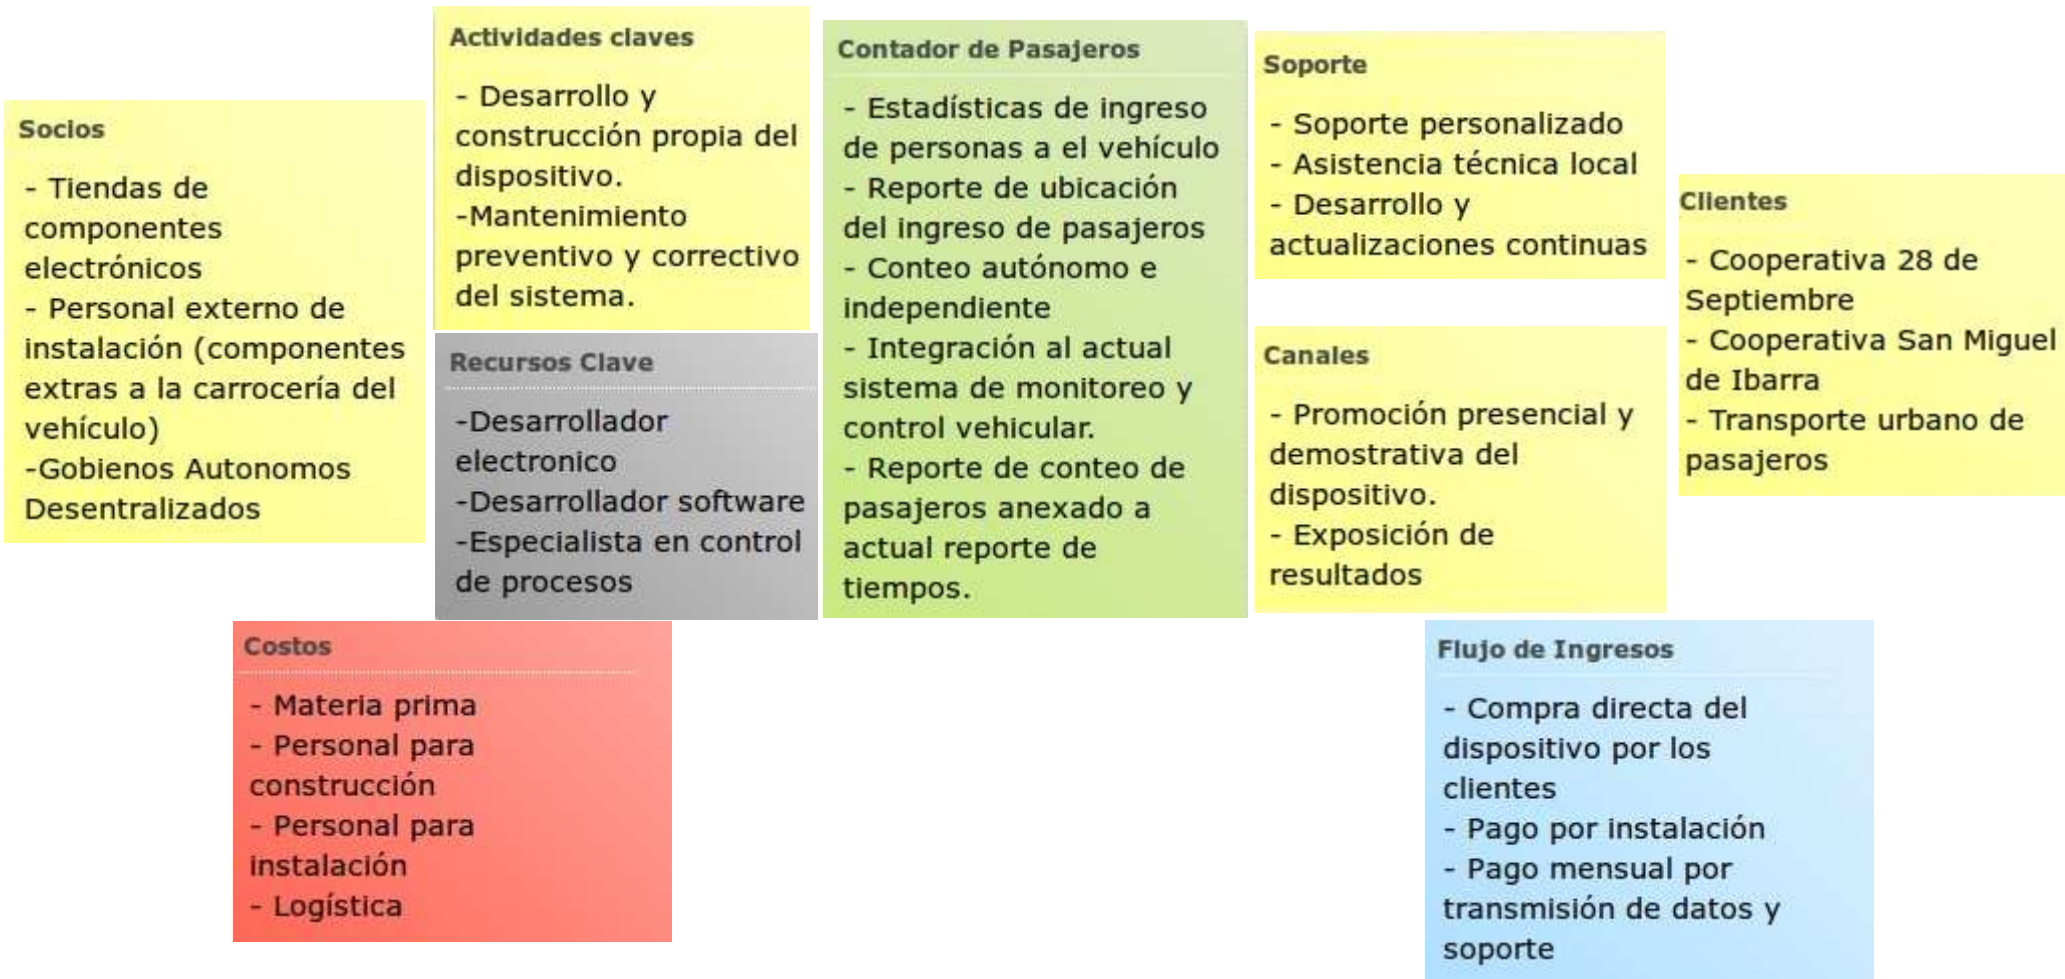 Socios
- Tiendas de
componentes
electrónicos
- Personal externo de
instalación (componentes
extras a la carrocería del
vehículo)
-Gobienos Autonomos
Desentralizados
Actividades claves
- Desarrollo y
construcción propia del
dispositivo.
-Mantenimiento
preventivo y correctivo
del sistema.
Recursos Clave
-Desarrollador
electronico
-Desarrollador software
-Especialista en control
de procesos
Contador de Pasajeros
- Estadísticas de ingreso
de personas a el vehículo
- Reporte de ubicación
del ingreso de pasajeros
- Conteo autónomo e
independiente
- Integración al actual
sistema de monitoreo y
control vehicular.
- Reporte de conteo de
pasajeros anexado a
actual reporte de
tiempos.
Soporte
- Soporte personalizado
- Asistencia técnica local
- Desarrollo y
actualizaciones continuas
Canales
- Promoción presencial y
demostrativa del
dispositivo.
- Exposición de
resultados
Clientes
- Cooperativa 28 de
Septiembre
- Cooperativa San Miguel
de Ibarra
- Transporte urbano de
pasajeros
Costos
- Materia prima
- Personal para
construcción
- Personal para
instalación
- Logística
Flujo de Ingresos
- Compra directa del
dispositivo por los
clientes
- Pago por instalación
- Pago mensual por
transmisión de datos y
soporte